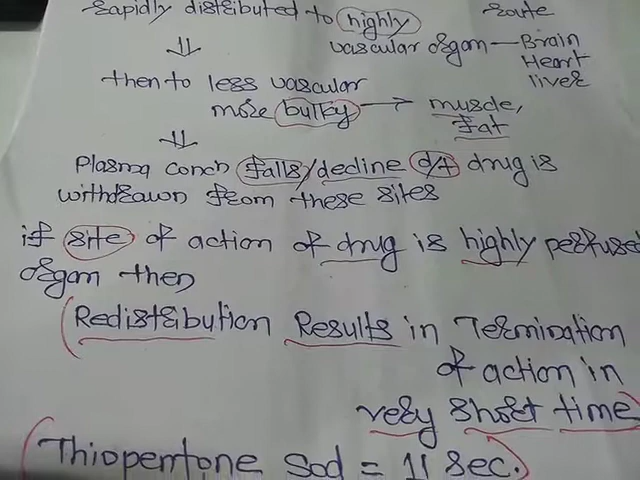 rapidly distributed to highly route
vascular organ — Brain
Heart
liver
⇓
then to less vascular
more bulky → muscle,
fat
⇓
Plasma concn falls/decline d/t drug is
withdrawn from these sites
if site of action of drug is highly perfused
organ then
Redistribution Results in Termination
of action in
very short time
Thiopentone Sod = 11 sec.